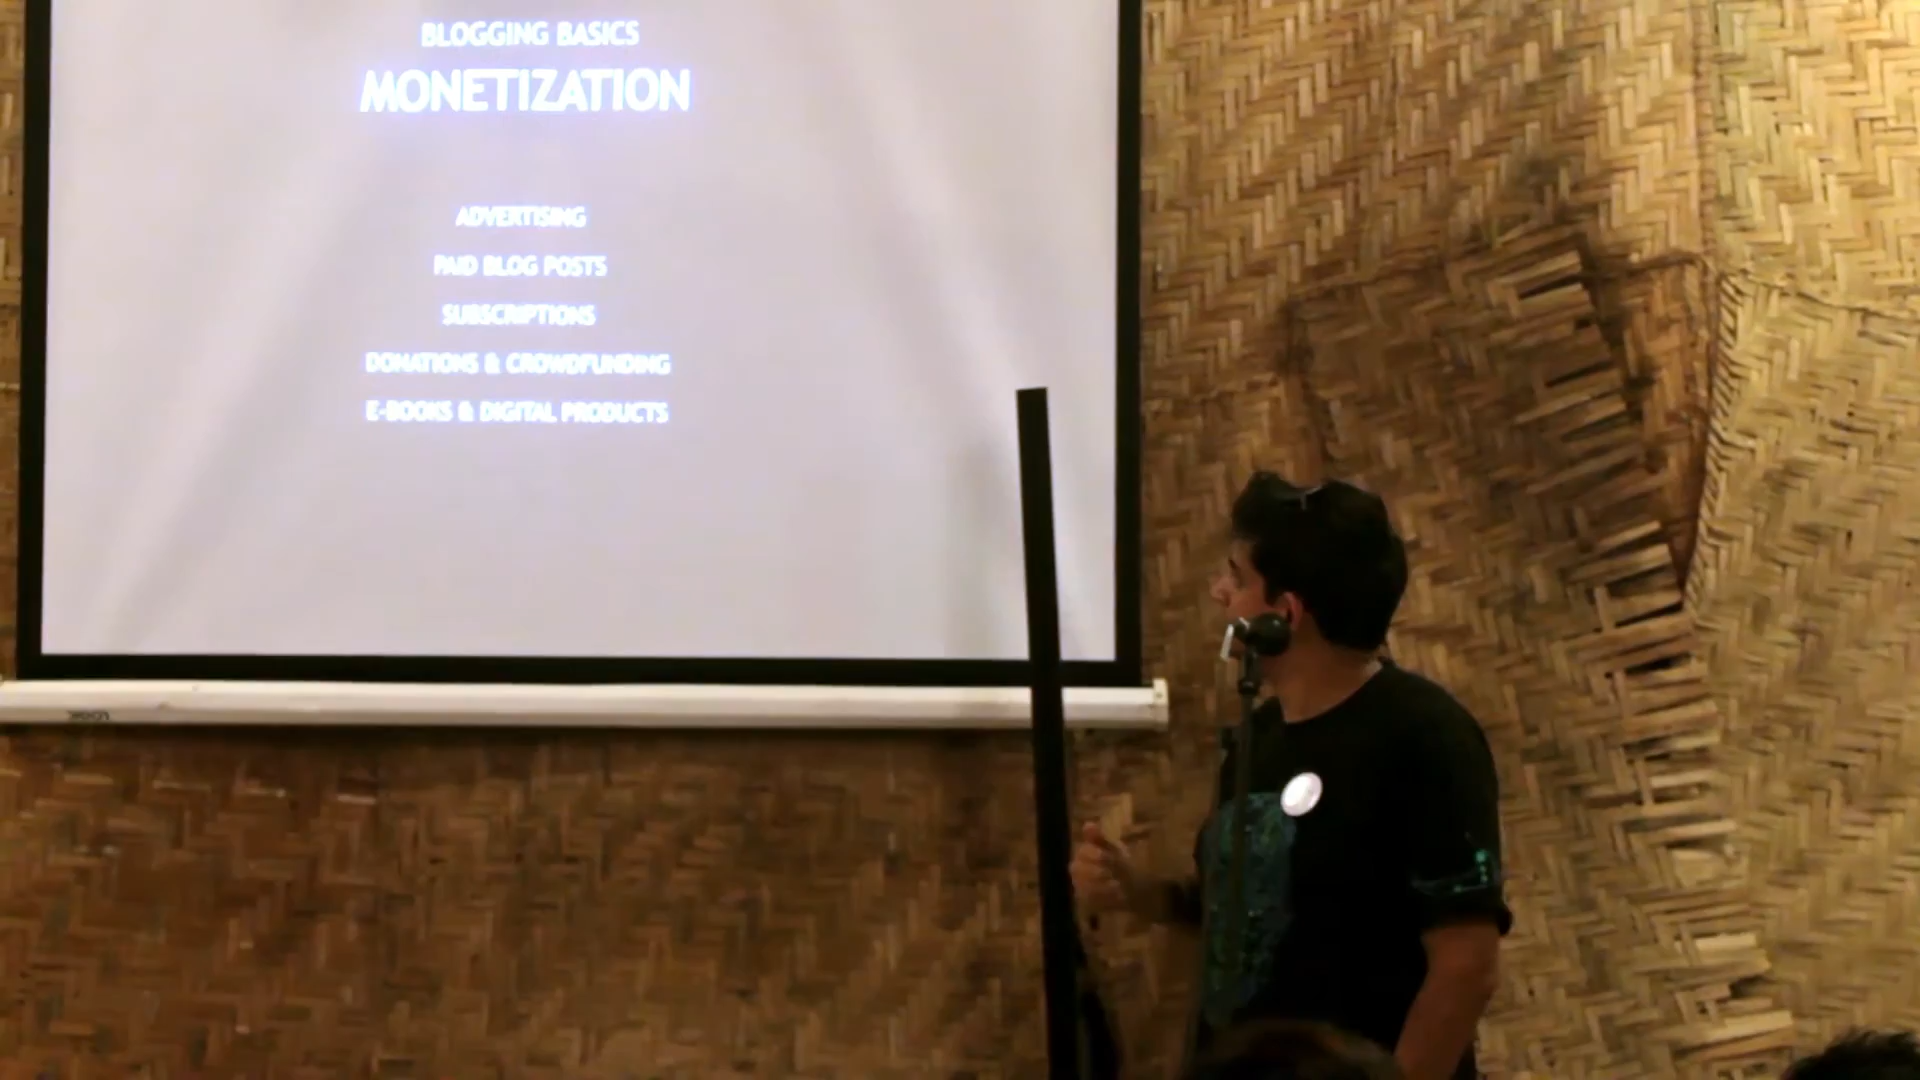 BLOGGING BASICS
MONETIZATION
ADVERTISING
PAID BLOG POSTS
SUBSCRIPTIONS
DONATIONS & CROWDFUNDING
E-BOOKS & DIGITAL PRODUCTS